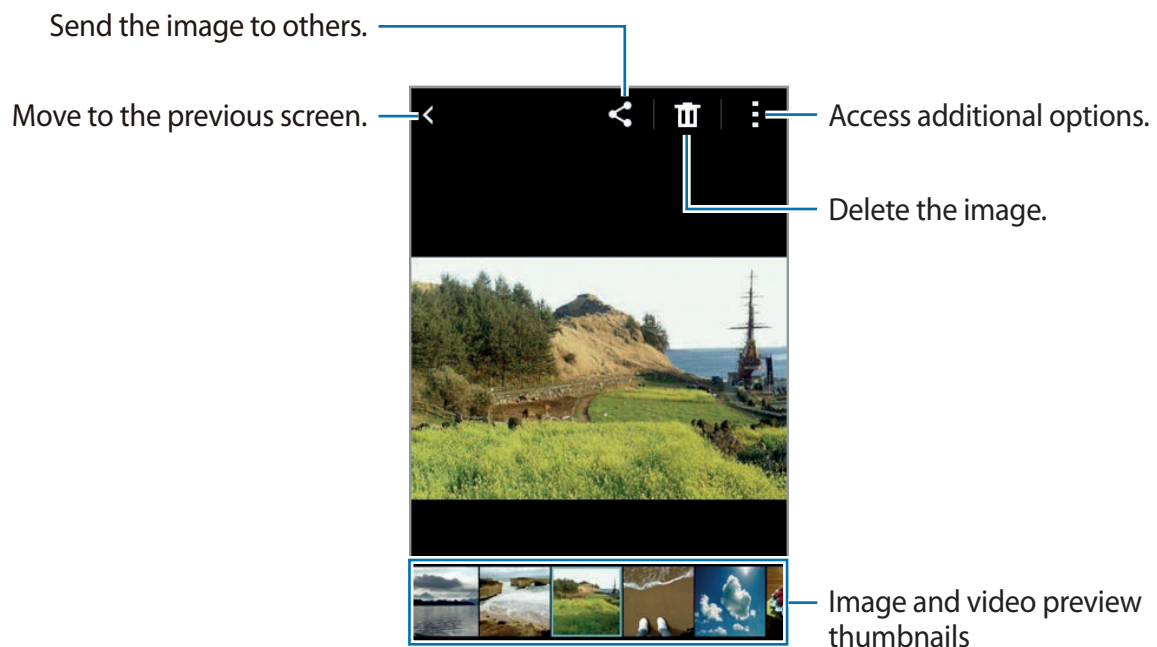 Send the image to others.
Move to the previous screen.
Access additional options.
Delete the image.
Image and video preview
thumbnails